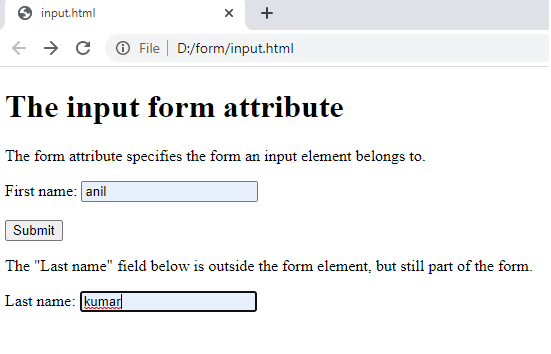 input.html
File D:/form/input.html
The input form attribute
The form attribute specifies the form an input element belongs to.
First name: anil
Submit
The "Last name" field below is outside the form element, but still part of the form.
Last name: kumar